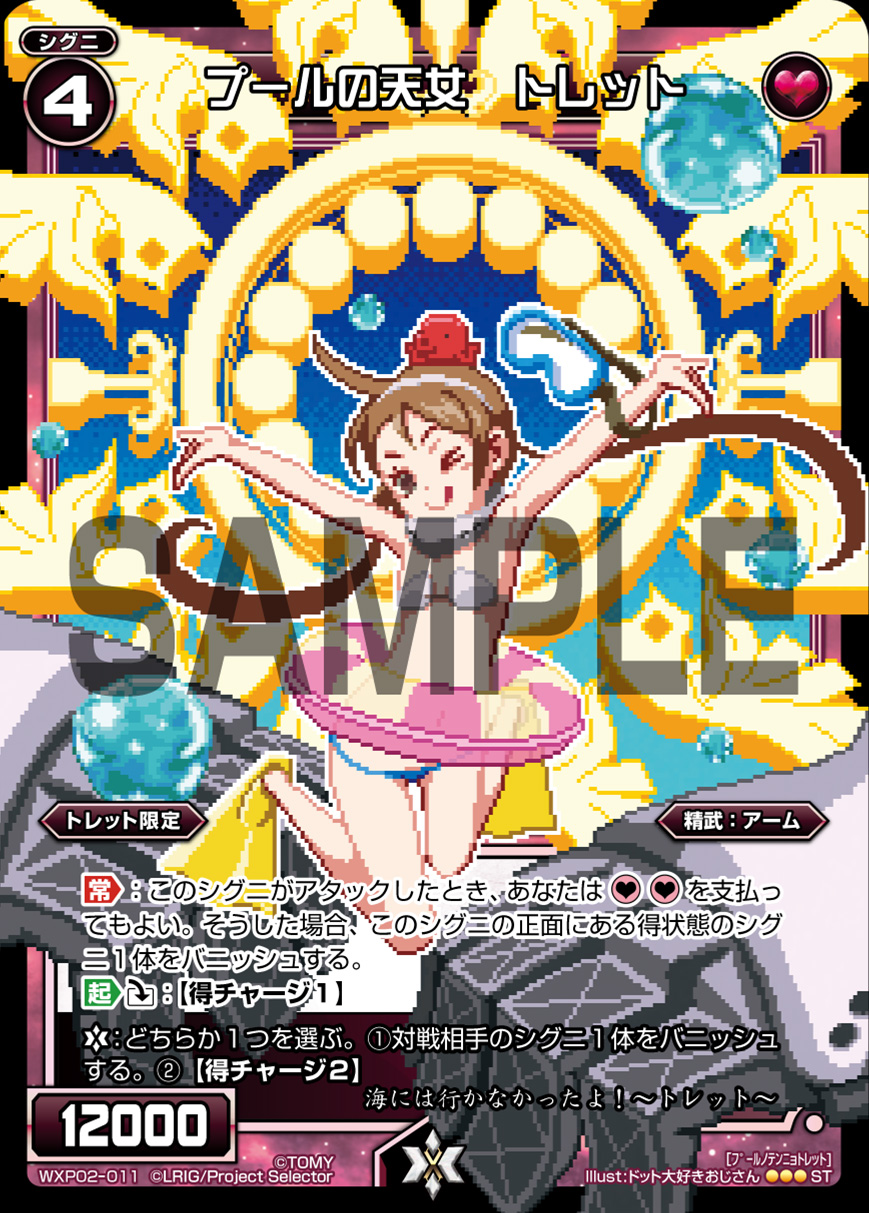 シグニ
4
プールの天女 トレット
SAMPLE
トレット限定
精武：アーム
常：このシグニがアタックしたとき、あなたは を支払っ
てもよい。そうした場合、このシグニの正面にある得状態のシグ
ニ1体をバニッシュする。
起：【得チャージ1】
：どちらか1つを選ぶ。①対戦相手のシグニ1体をバニッシュ
する。②【得チャージ2】
海には行かなかったよ！～トレット～
12000
©TOMY
WXP02-011 ©LRIG/Project Selector
[ﾌﾟｰﾙﾉﾃﾝﾆｮﾄﾚｯﾄ]
Illust:ドット大好きおじさん ST